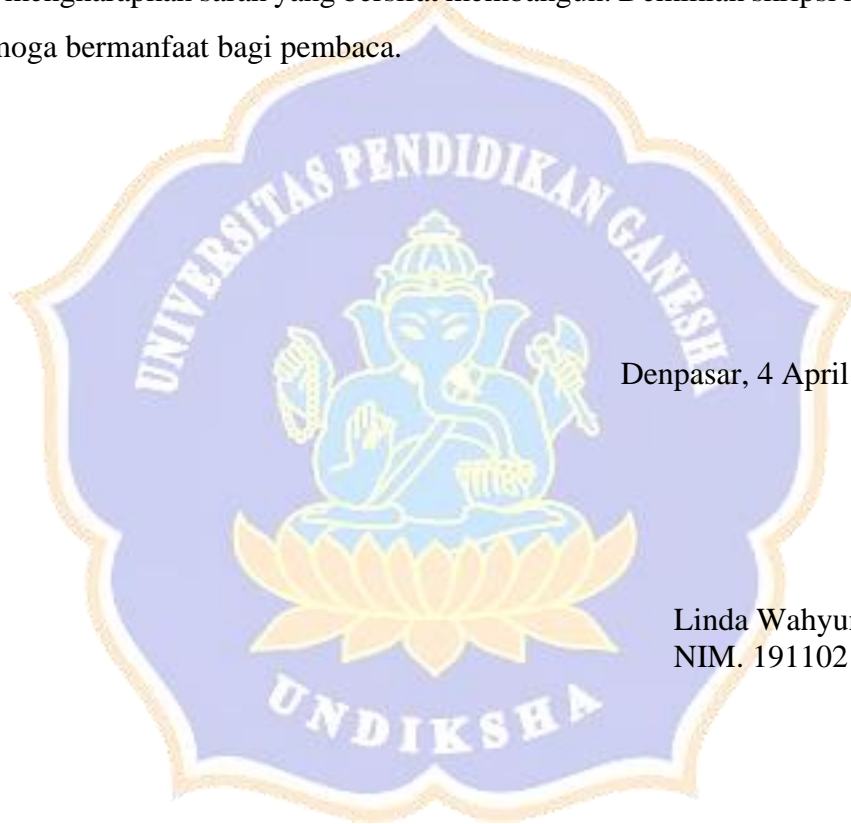 mengharapkan saran yang bersifat membangun. Demikian skripsi
noga bermanfaat bagi pembaca.
UNIVERSITAS PENDIDIKAN GANESHA
Denpasar, 4 April
Linda Wahyu
NIM. 191102
UNDIKSHA